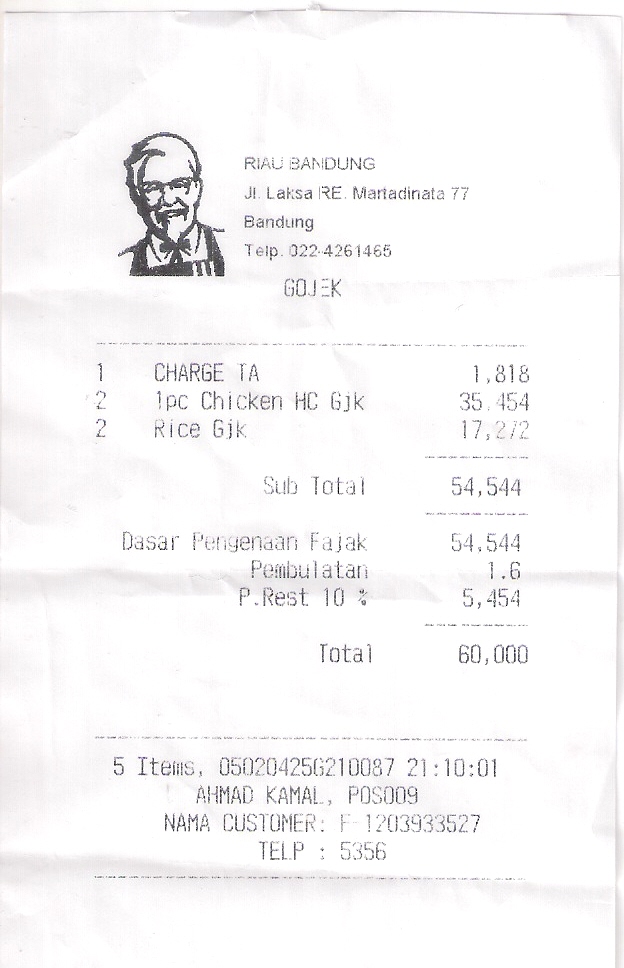 RIAU BANDUNG
Jl. Laksa RE. Martadinata 77
Bandung
Telp. 022-4261465
GOJEK
1 CHARGE TA 1,818
2 1pc Chicken HC Gjk 35.454
2 Rice Gjk 17,272
Sub Total 54,544
Dasar Pengenaan Pajak 54,544
Pembulatan 1.6
P.Rest 10 % 5,454
Total 60,000
5 Items, 050204256210087 21:10:01
AHMAD KAMAL, POS009
NAMA CUSTOMER: F-1203933527
TELP : 5356